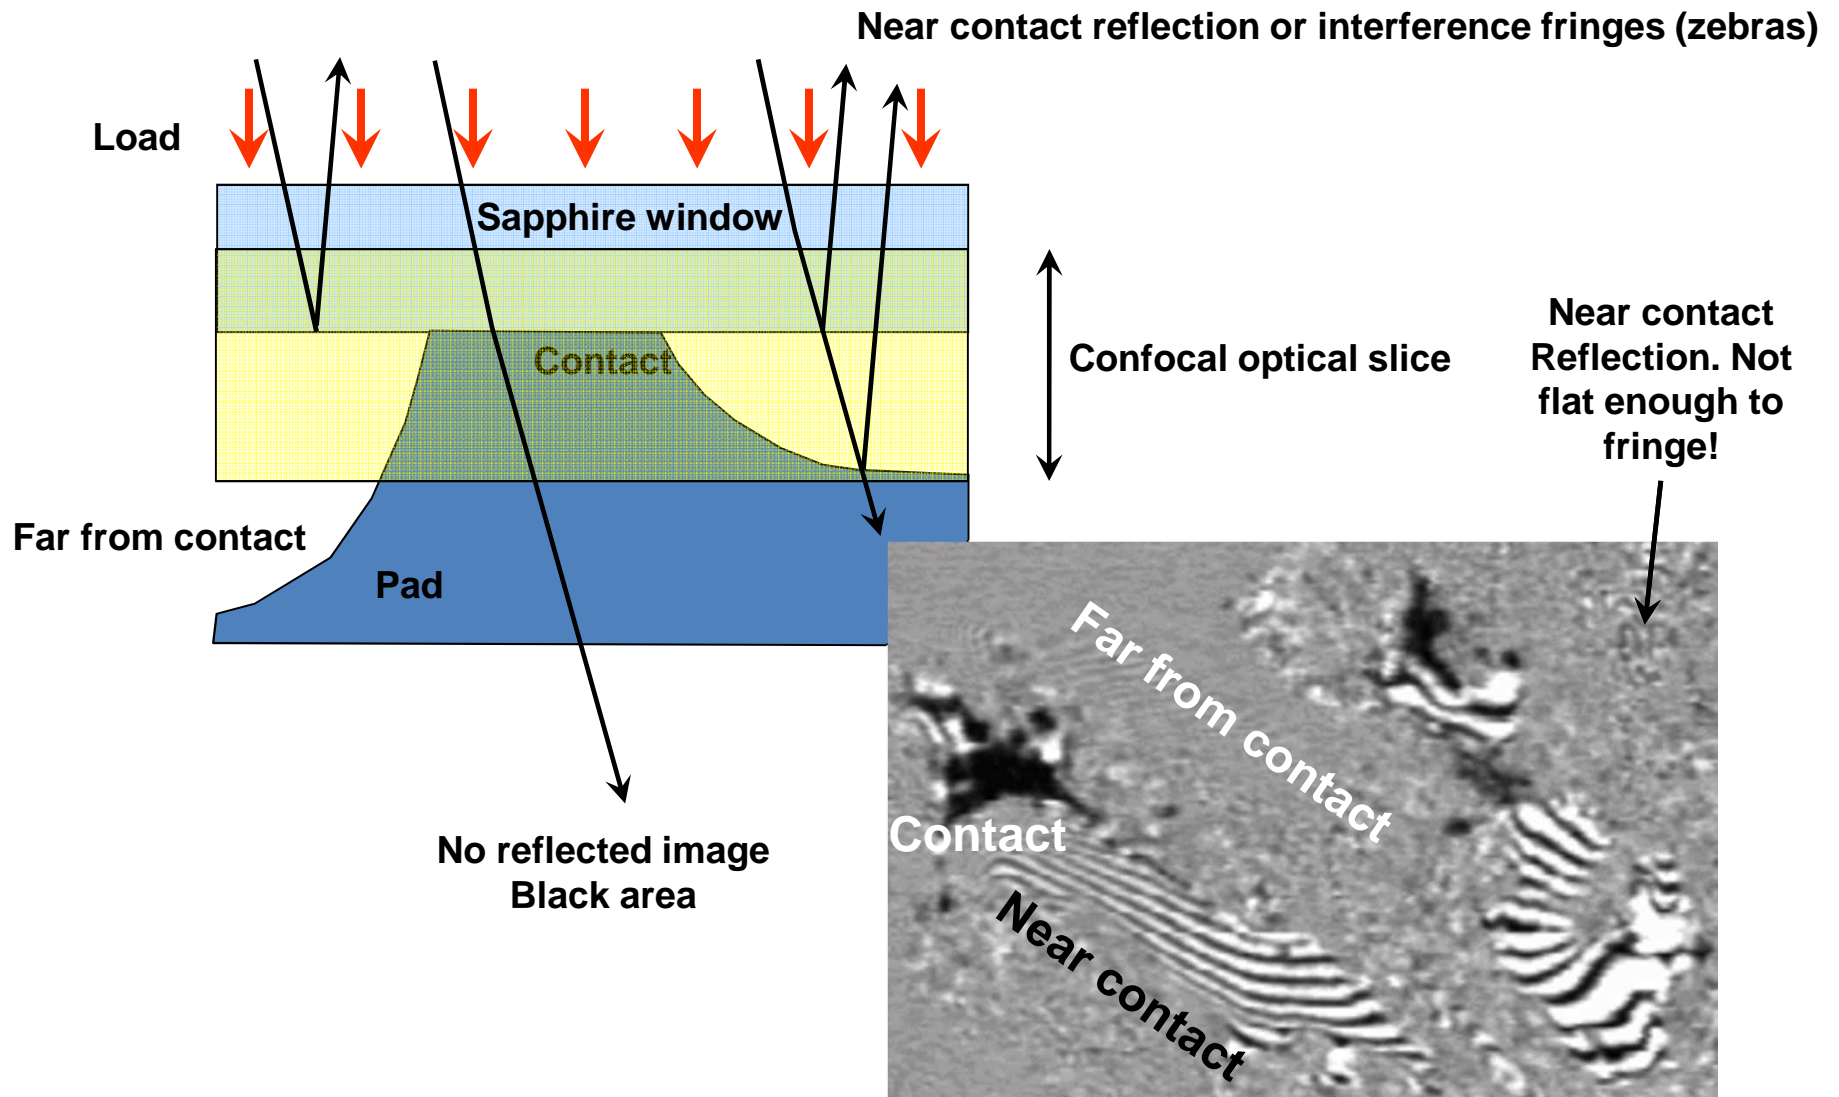 Near contact reflection or interference fringes (zebras)
Load
Sapphire window
Contact
Confocal optical slice
Near contact
Reflection. Not
flat enough to
fringe!
Far from contact
Pad
Far from contact
Contact
Near contact
No reflected image
Black area